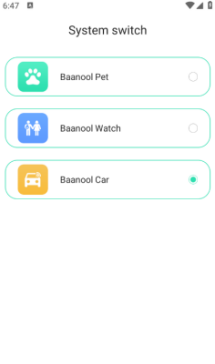 6:47
System switch
Baanool Pet
Baanool Watch
Baanool Car